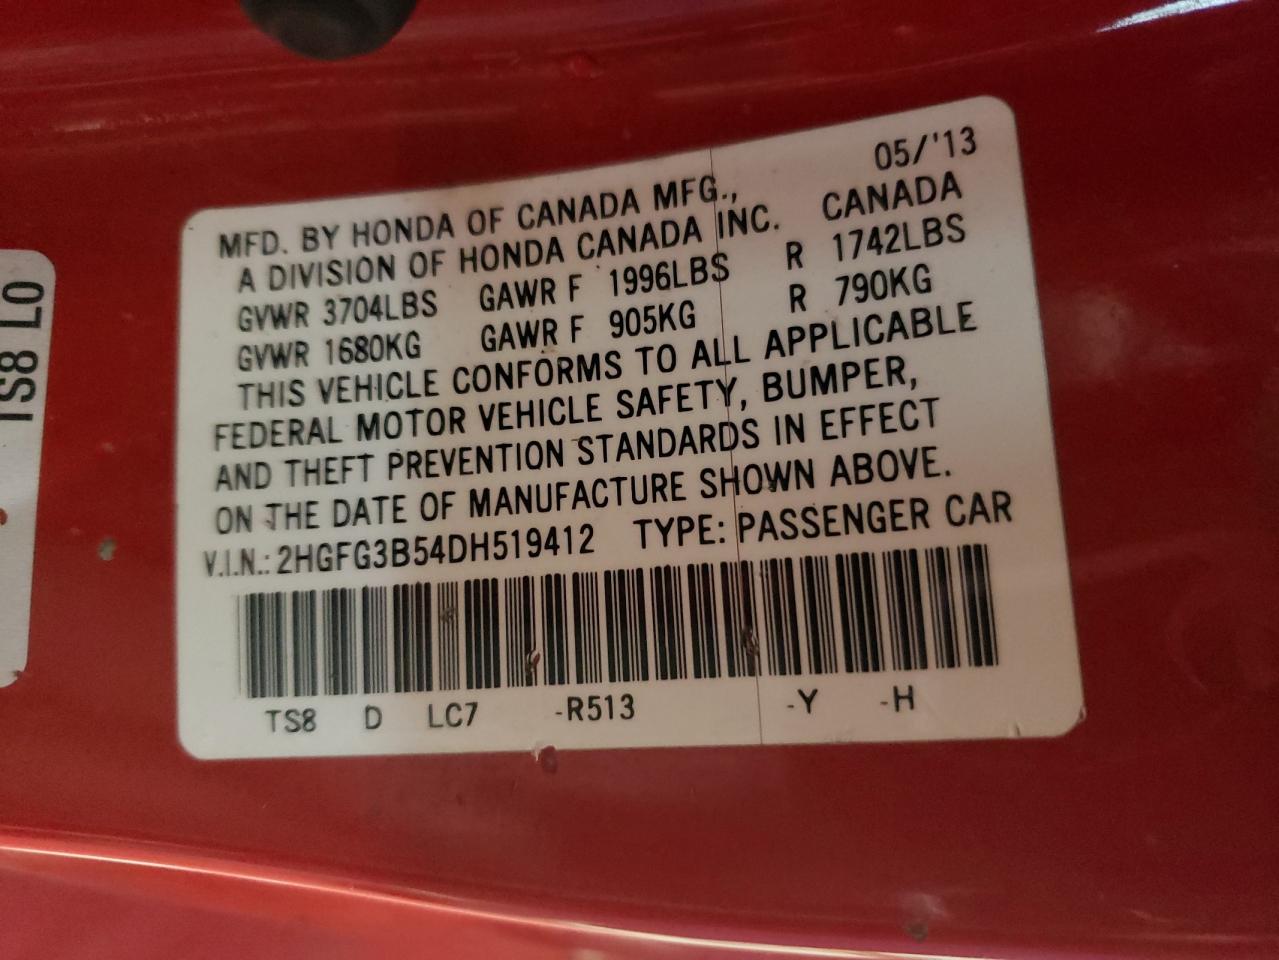 05/'13
MFD. BY HONDA OF CANADA MFG.,
A DIVISION OF HONDA CANADA INC. CANADA
GVWR 3704LBS GAWR F 1996LBS R 1742LBS
GVWR 1680KG GAWR F 905KG R 790KG
THIS VEHICLE CONFORMS TO ALL APPLICABLE
FEDERAL MOTOR VEHICLE SAFETY, BUMPER,
AND THEFT PREVENTION STANDARDS IN EFFECT
ON THE DATE OF MANUFACTURE SHOWN ABOVE.
V.I.N.: 2HGFG3B54DH519412 TYPE: PASSENGER CAR
TS8 D LC7 -R513 -Y -H
TS8 L0